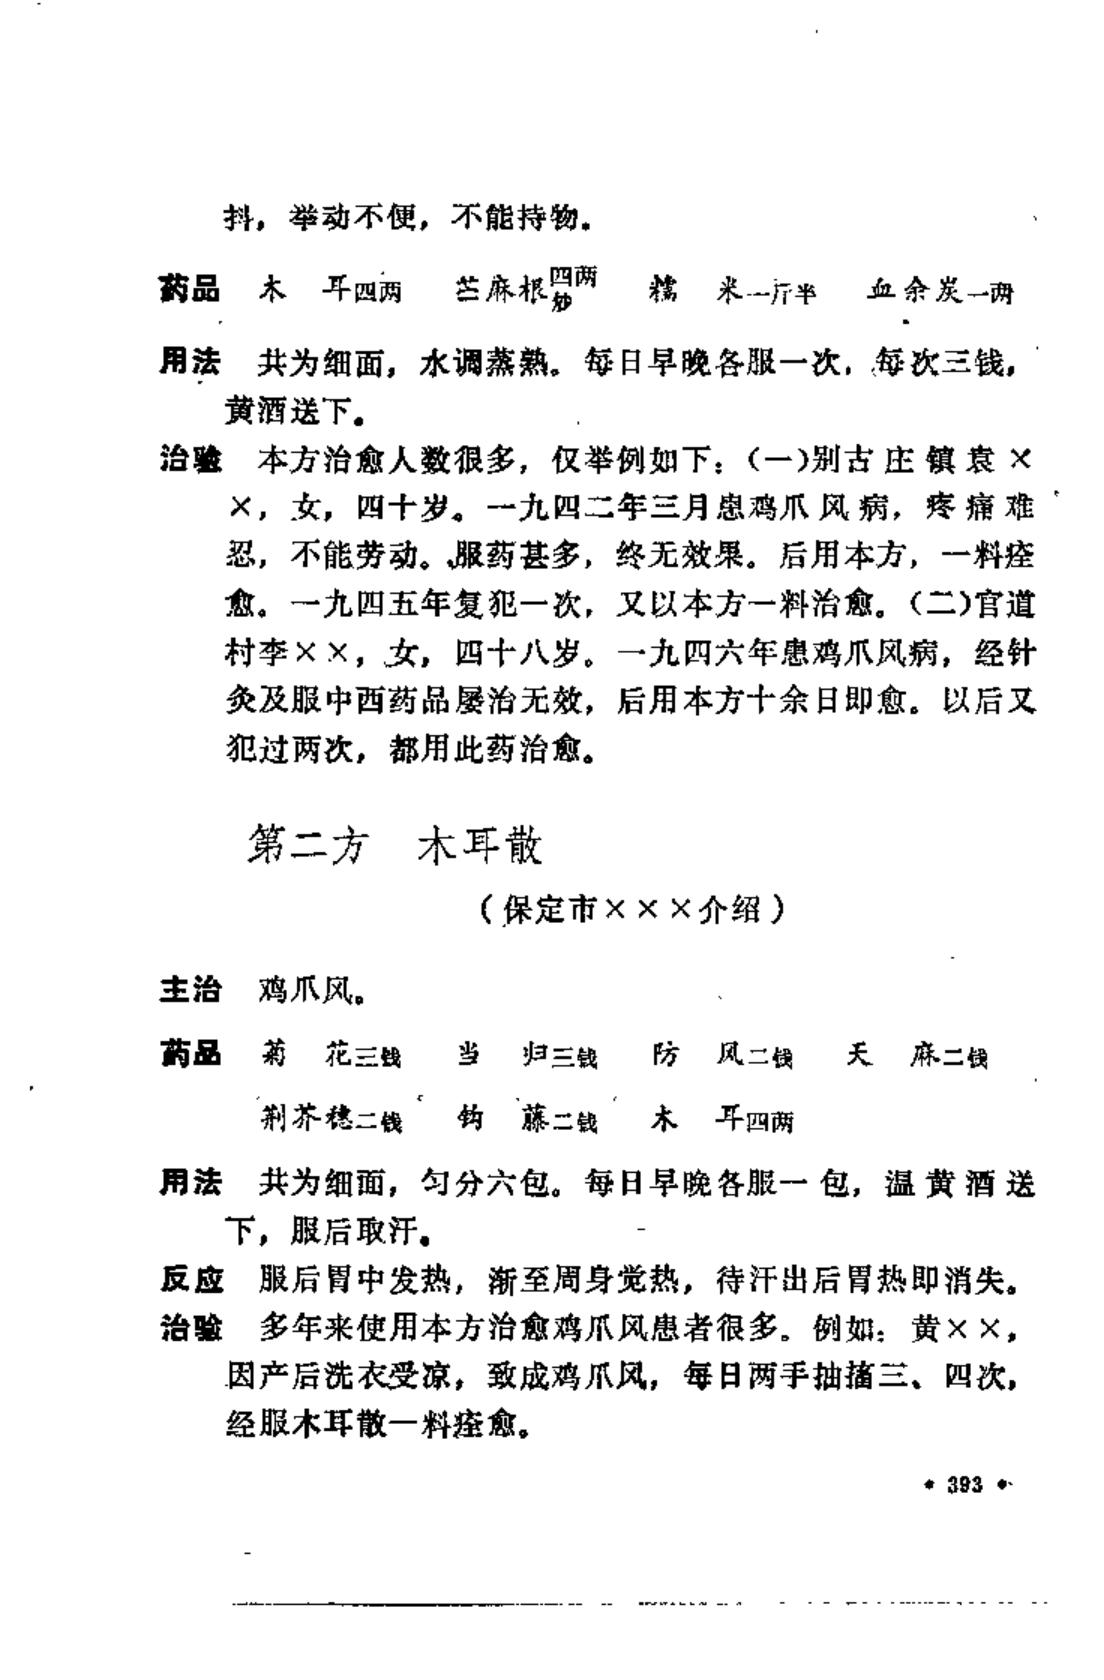 抖，举动不便，不能持物。
药品　木　耳四两　苎麻根四两炒　糯　米一斤半　血余炭一两
用法　共为细面，水调蒸熟。每日早晚各服一次，每次三钱，
黄酒送下。
治验　本方治愈人数很多，仅举例如下：（一）别古庄镇袁×
×，女，四十岁。一九四二年三月患鸡爪风病，疼痛难
忍，不能劳动。服药甚多，终无效果。后用本方，一料痊
愈。一九四五年复犯一次，又以本方一料治愈。（二）官道
村李××，女，四十八岁。一九四六年患鸡爪风病，经针
灸及服中西药品屡治无效，后用本方十余日即愈。以后又
犯过两次，都用此药治愈。
第二方　木耳散
（保定市×××介绍）
主治　鸡爪风。
药品　菊　花三钱　当　归三钱　防　风二钱　天　麻二钱
荆芥穗二钱　钩　藤二钱　木　耳四两
用法　共为细面，匀分六包。每日早晚各服一包，温黄酒送
下，服后取汗。
反应　服后胃中发热，渐至周身觉热，待汗出后胃热即消失。
治验　多年来使用本方治愈鸡爪风患者很多。例如：黄××，
因产后洗衣受凉，致成鸡爪风，每日两手抽搐三、四次，
经服木耳散一料痊愈。
• 393 •